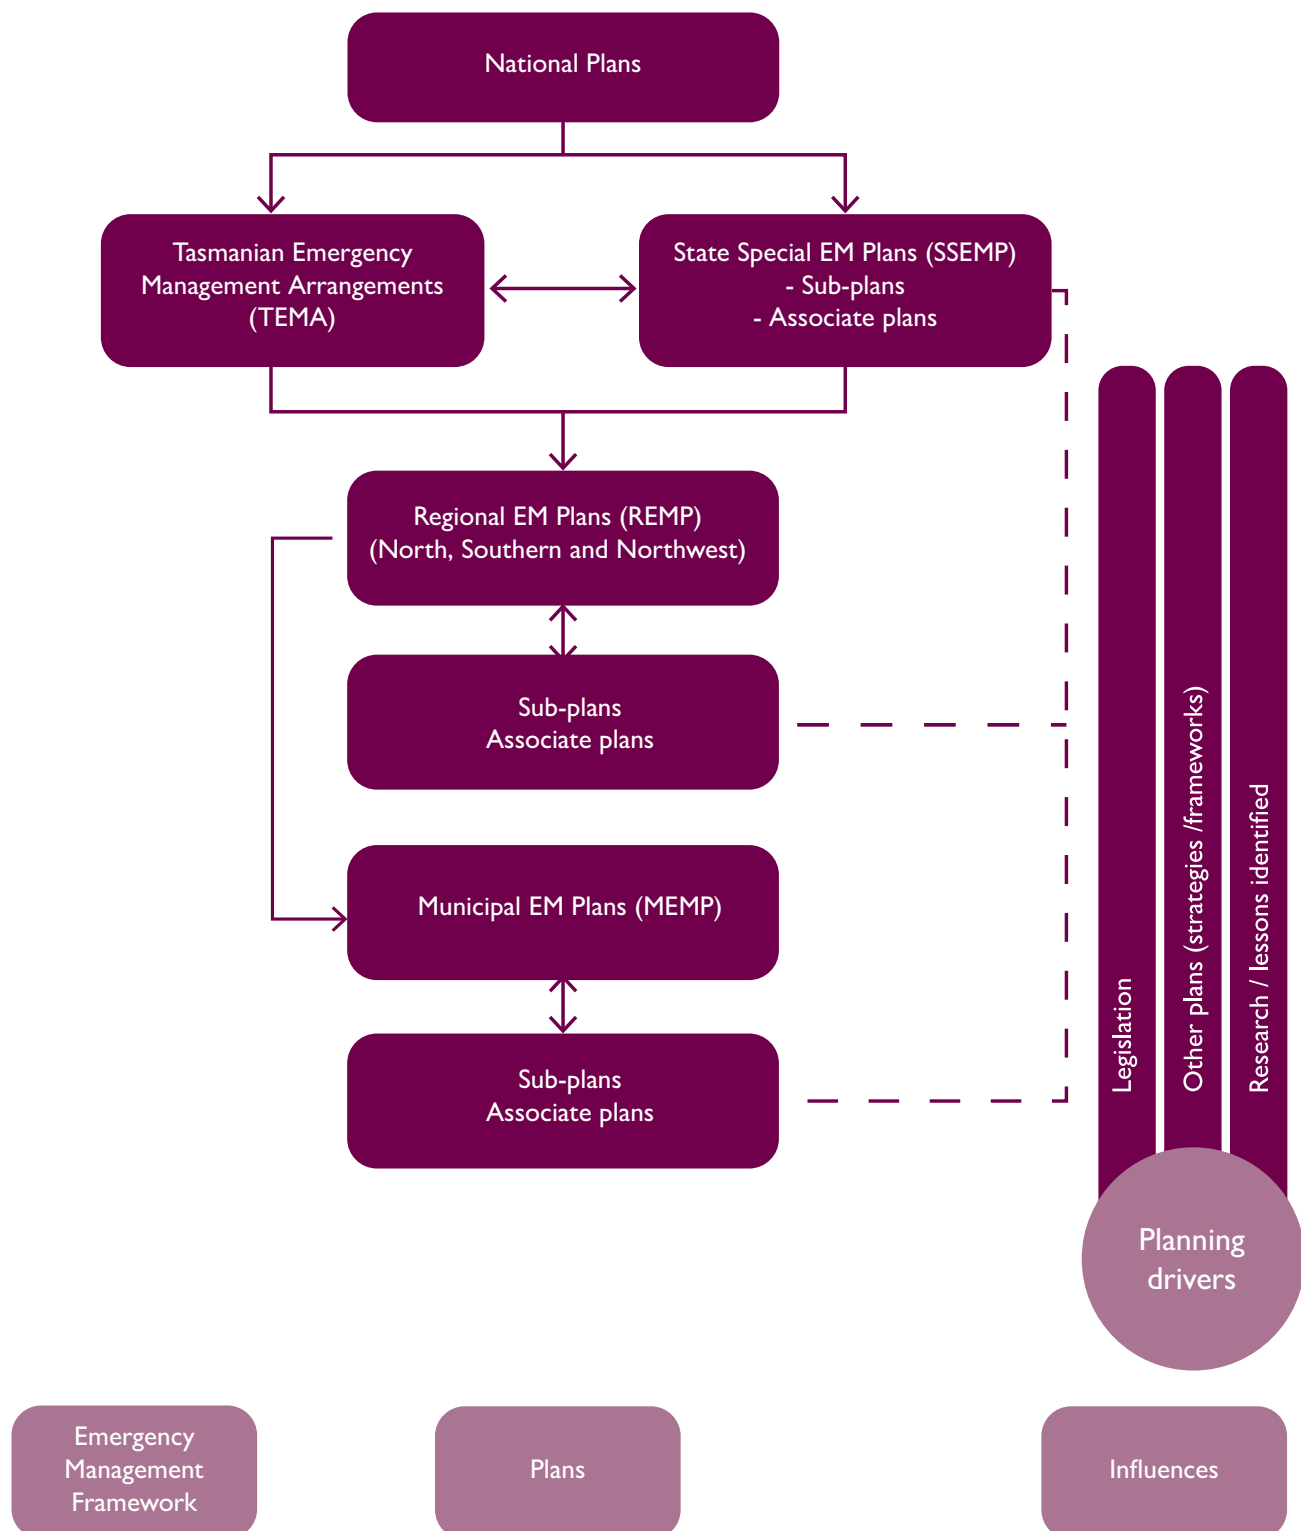 National Plans
Tasmanian Emergency
Management Arrangements
(TEMA)
State Special EM Plans (SSEMP)
- Sub-plans
- Associate plans
Regional EM Plans (REMP)
(North, Southern and Northwest)
Sub-plans
Associate plans
Municipal EM Plans (MEMP)
Sub-plans
Associate plans
Legislation
Other plans (strategies /frameworks)
Research / lessons identified
Planning
drivers
Emergency
Management
Framework
Plans
Influences